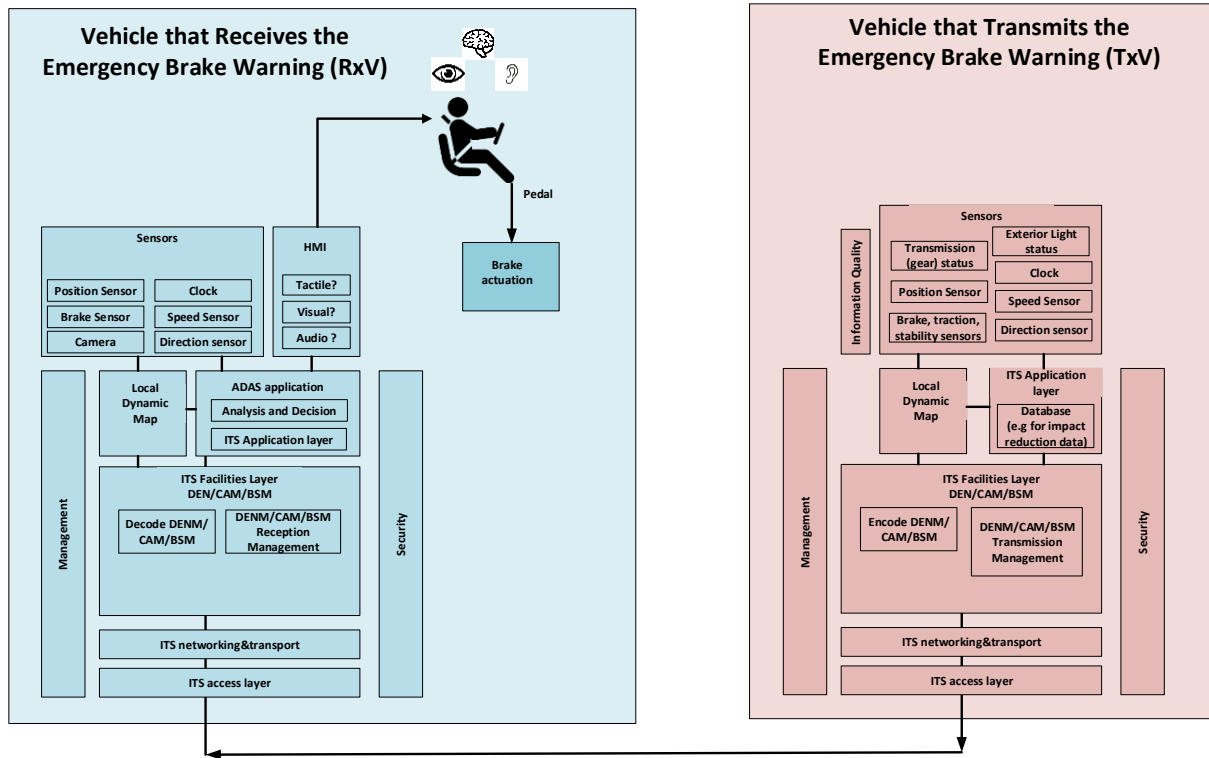 Vehicle that Receives the
Emergency Brake Warning (RxV)
Pedal
Brake
actuation
Sensors
Position Sensor
Clock
Brake Sensor
Speed Sensor
Camera
Direction sensor
HMI
Tactile?
Visual?
Audio ?
Management
Local
Dynamic
Map
ADAS application
Analysis and Decision
ITS Application layer
Security
ITS Facilities Layer
DEN/CAM/BSM
Decode DENM/
CAM/BSM
DENM/CAM/BSM
Reception
Management
ITS networking&transport
ITS access layer
Vehicle that Transmits the
Emergency Brake Warning (TxV)
Information Quality
Sensors
Transmission
(gear) status
Exterior Light
status
Clock
Position Sensor
Speed Sensor
Brake, traction,
stability sensors
Direction sensor
Management
Local
Dynamic
Map
ITS Application
layer
Database
(e.g for impact
reduction data)
Security
ITS Facilities Layer
DEN/CAM/BSM
Encode DENM/
CAM/BSM
DENM/CAM/BSM
Transmission
Management
ITS networking&transport
ITS access layer